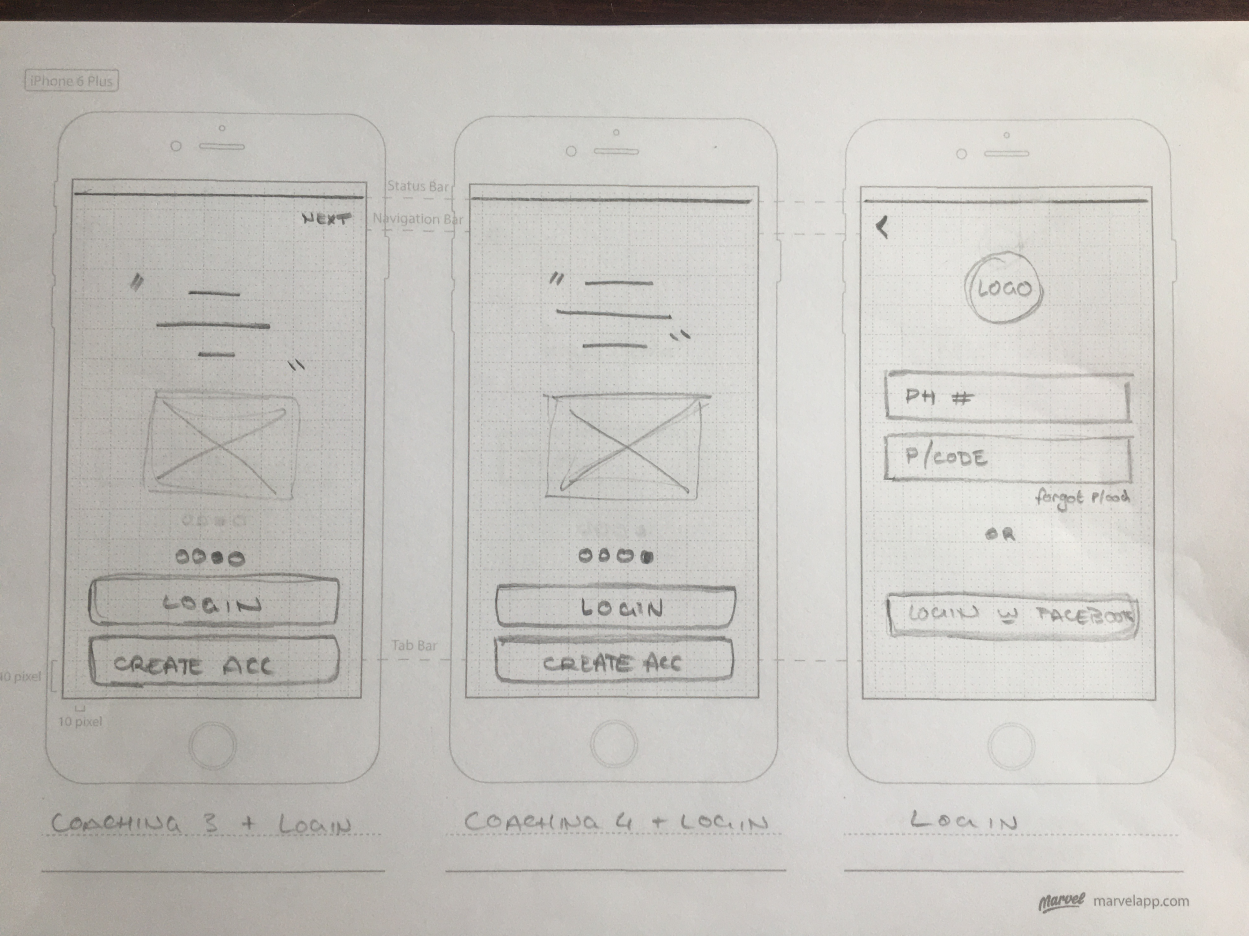 iPhone 6 Plus
Status Bar
Navigation Bar
NEXT
"
"
LOGIN
CREATE ACC
"
"
LOGIN
CREATE ACC
<
LOGO
PH #
P/CODE
forgot P/cod
OR
LOGIN W FACEBOOK
Tab Bar
40 pixel
10 pixel
COACHING 3 + LOGIN
COACHING 4 + LOGIN
LOGIN
Marvel marvelapp.com